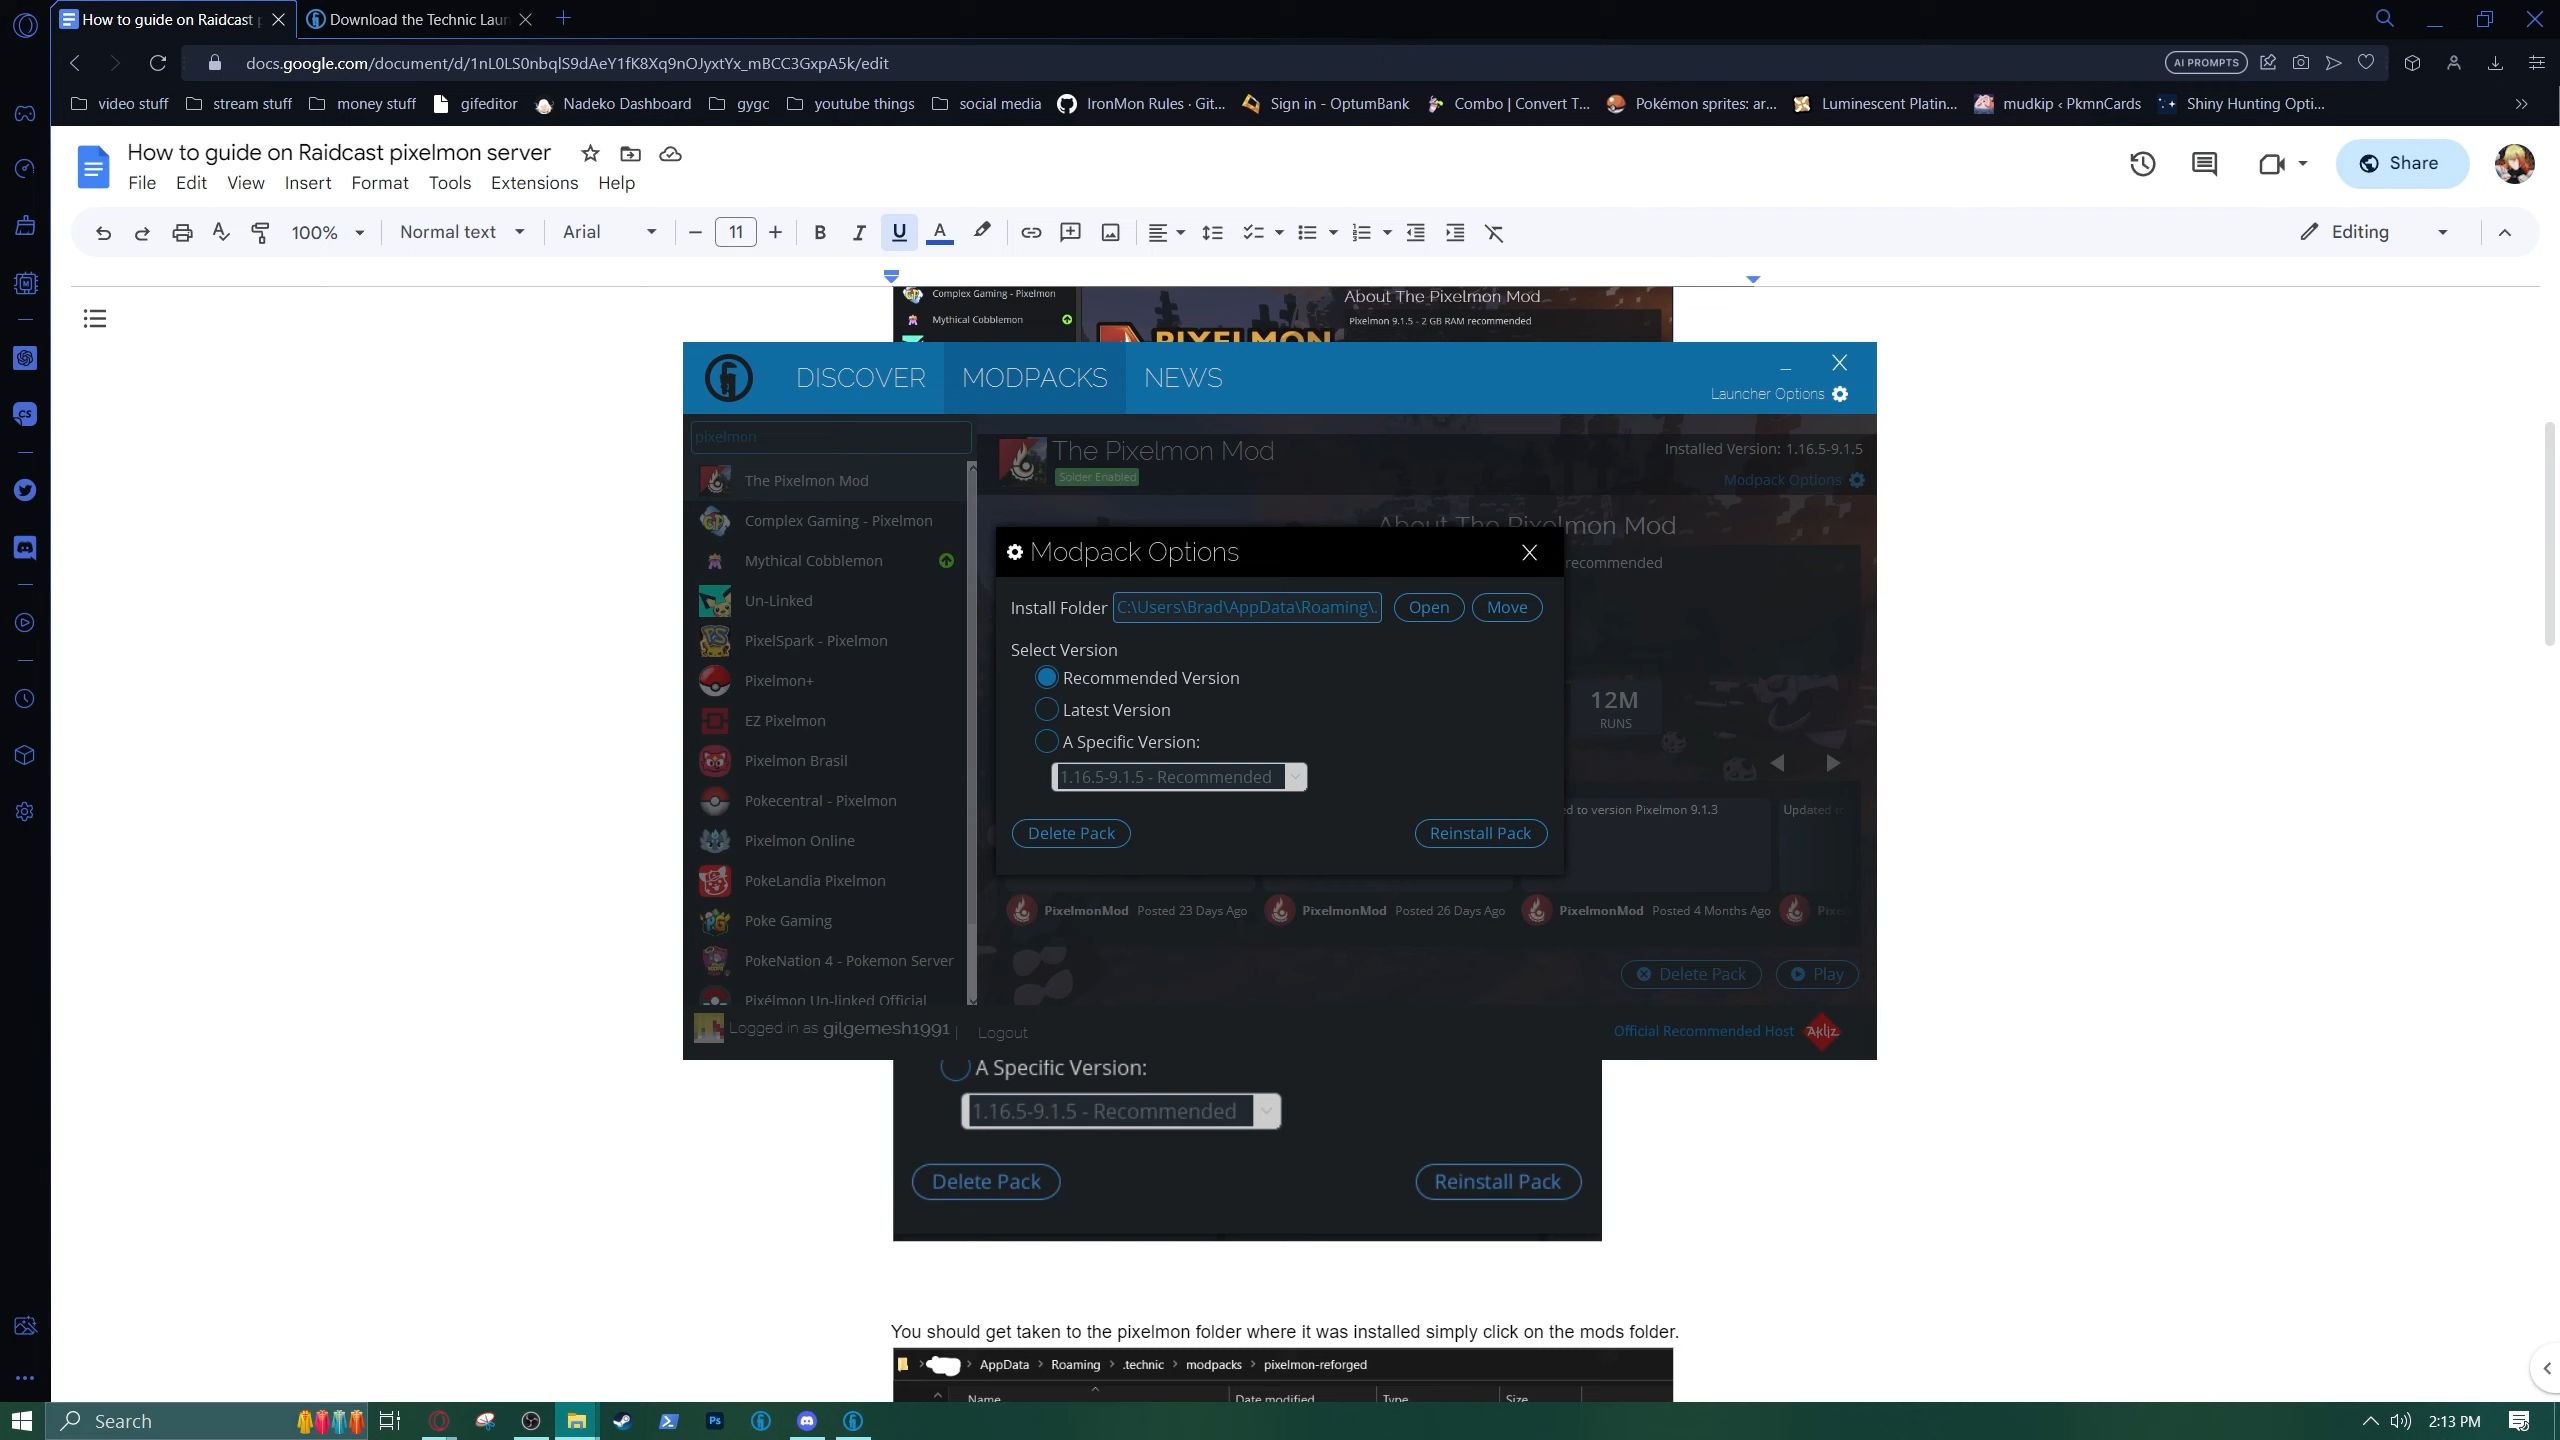 How to guide on Raidcast
Download the Technic Laun
docs.google.com/document/d/1nL0LS0nbqlS9dAeY1fK8Xq9nOJyxtYx_mBCC3GxpA5k/edit
AI PROMPTS
video stuff
stream stuff
money stuff
gifeditor
Nadeko Dashboard
gygc
youtube things
social media
IronMon Rules · Git...
Sign in - OptumBank
Combo | Convert T...
Pokémon sprites: ar...
Luminescent Platin...
mudkip ‹ PkmnCards
Shiny Hunting Opti...
How to guide on Raidcast pixelmon server
File Edit View Insert Format Tools Extensions Help
Share
100%
Normal text
Arial
11
Editing
Complex Gaming - Pixelmon
About The Pixelmon Mod
Mythical Cobblemon
Pixelmon 9.1.5 - 2 GB RAM recommended
PIXELMON
DISCOVER
MODPACKS
NEWS
Launcher Options
pixelmon
The Pixelmon Mod
Solder Enabled
Installed Version: 1.16.5-9.1.5
Modpack Options
The Pixelmon Mod
Complex Gaming - Pixelmon
Mythical Cobblemon
Un-Linked
PixelSpark - Pixelmon
Pixelmon+
EZ Pixelmon
Pixelmon Brasil
Pokecentral - Pixelmon
Pixelmon Online
PokeLandia Pixelmon
Poke Gaming
PokeNation 4 - Pokemon Server
Pixélmon Un-linked Official
About The Pixelmon Mod
recommended
Modpack Options
Install Folder
C:\Users\Brad\AppData\Roaming\.
Open
Move
Select Version
Recommended Version
Latest Version
A Specific Version:
1.16.5-9.1.5 - Recommended
Delete Pack
Reinstall Pack
12M
RUNS
ed to version Pixelmon 9.1.3
Updated
PixelmonMod Posted 23 Days Ago
PixelmonMod Posted 26 Days Ago
PixelmonMod Posted 4 Months Ago
Delete Pack
Play
Logged in as gilgemesh1991 |
Logout
Official Recommended Host
Akliz
A Specific Version:
1.16.5-9.1.5 - Recommended
Delete Pack
Reinstall Pack
You should get taken to the pixelmon folder where it was installed simply click on the mods folder.
AppData › Roaming › .technic › modpacks › pixelmon-reforged
Name
Date modified
Type
Size
Search
Ps
2:13 PM